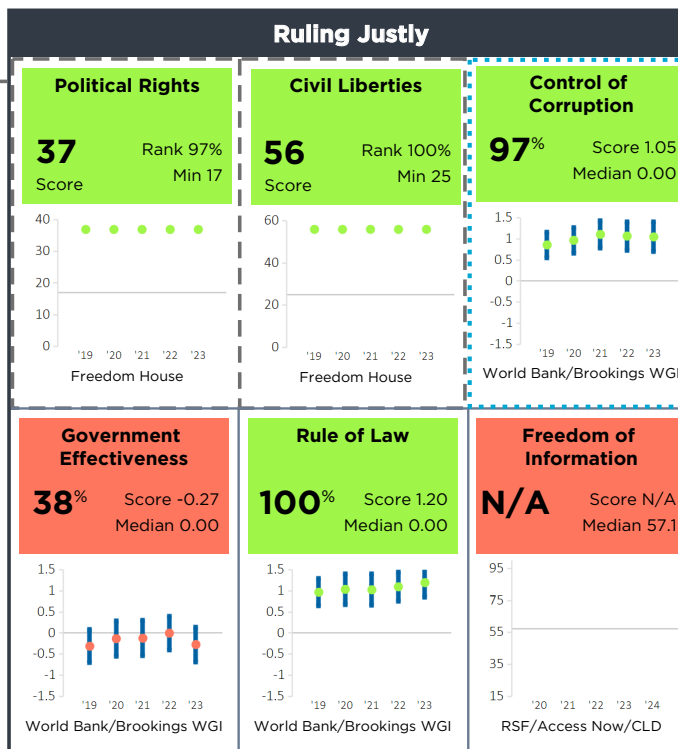 Ruling Justly
Political Rights
37
Score
Rank 97%
Min 17
40
30
20
10
0
'19 '20 '21 '22 '23
Freedom House
Civil Liberties
56
Score
Rank 100%
Min 25
60
40
20
0
'19 '20 '21 '22 '23
Freedom House
Control of
Corruption
97%
Score 1.05
Median 0.00
1.5
1
0.5
0
-0.5
-1
-1.5
'19 '20 '21 '22 '23
World Bank/Brookings WGI
Government
Effectiveness
38%
Score -0.27
Median 0.00
1.5
1
0.5
0
-0.5
-1
-1.5
'19 '20 '21 '22 '23
World Bank/Brookings WGI
Rule of Law
100%
Score 1.20
Median 0.00
1.5
1
0.5
0
-0.5
-1
-1.5
'19 '20 '21 '22 '23
World Bank/Brookings WGI
Freedom of
Information
N/A
Score N/A
Median 57.1
95
75
55
35
15
'20 '21 '22 '23 '24
RSF/Access Now/CLD